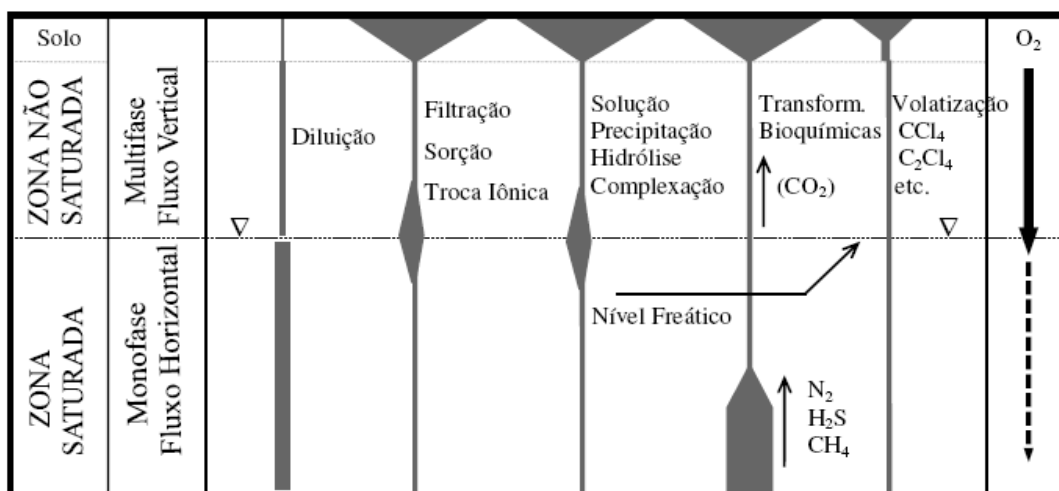 Solo
O₂
ZONA NÃO
SATURADA
Multifase
Fluxo Vertical
Diluição
Filtração
Sorção
Troca Iônica
Solução
Precipitação
Hidrólise
Complexação
Transform.
Bioquímicas
(CO₂)
Volatização
CCl₄
C₂Cl₄
etc.
Nível Freático
ZONA
SATURADA
Monofase
Fluxo Horizontal
N₂
H₂S
CH₄